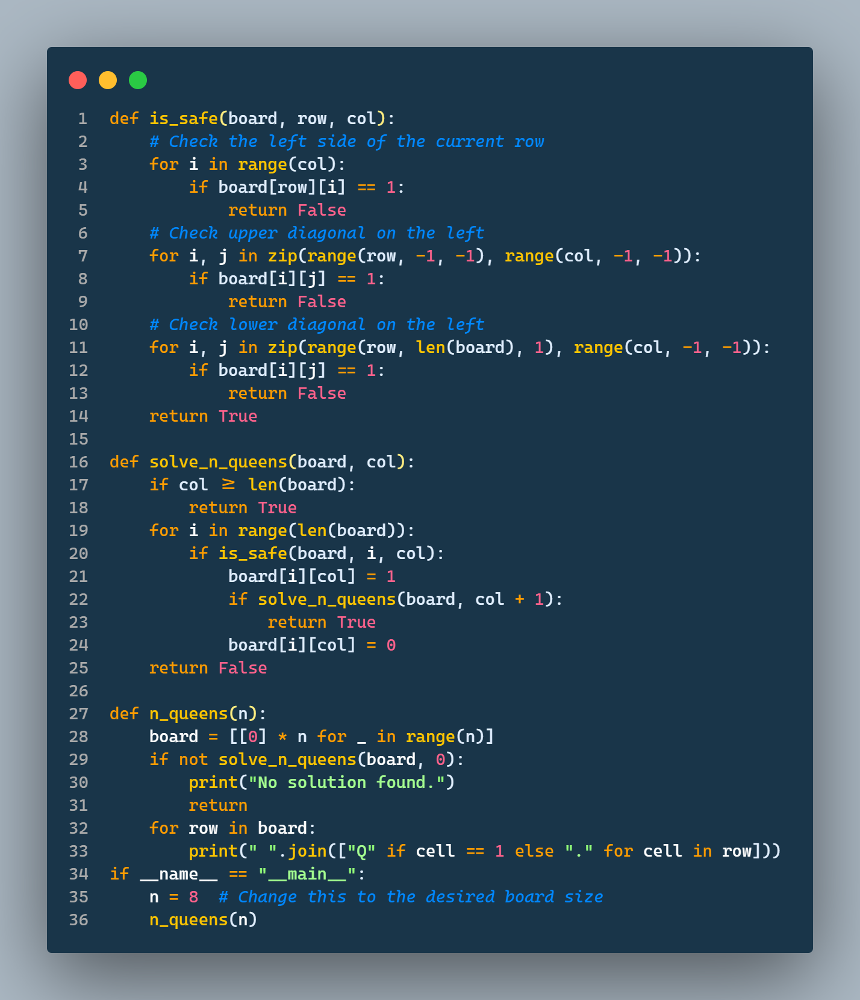 1 def is_safe(board, row, col):
2     # Check the left side of the current row
3     for i in range(col):
4         if board[row][i] == 1:
5             return False
6     # Check upper diagonal on the left
7     for i, j in zip(range(row, -1, -1), range(col, -1, -1)):
8         if board[i][j] == 1:
9             return False
10     # Check lower diagonal on the left
11     for i, j in zip(range(row, len(board), 1), range(col, -1, -1)):
12         if board[i][j] == 1:
13             return False
14     return True
15
16 def solve_n_queens(board, col):
17     if col ≥ len(board):
18         return True
19     for i in range(len(board)):
20         if is_safe(board, i, col):
21             board[i][col] = 1
22             if solve_n_queens(board, col + 1):
23                 return True
24             board[i][col] = 0
25     return False
26
27 def n_queens(n):
28     board = [[0] * n for _ in range(n)]
29     if not solve_n_queens(board, 0):
30         print("No solution found.")
31         return
32     for row in board:
33         print(" ".join(["Q" if cell == 1 else "." for cell in row]))
34 if __name__ == "__main__":
35     n = 8  # Change this to the desired board size
36     n_queens(n)